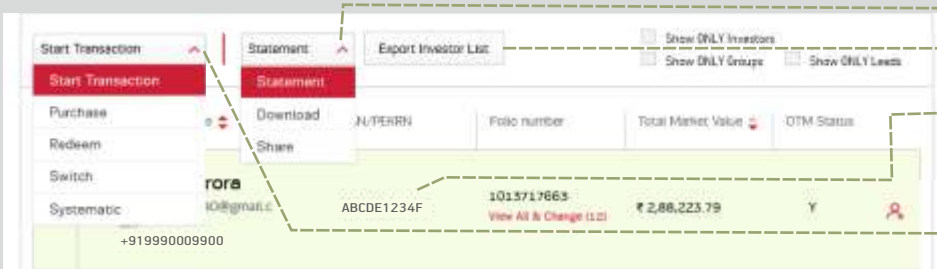 Start Transaction Statement Export Investor List Show ONLY Investors
Show ONLY Groups Show ONLY Leads
Start Transaction Statement
Purchase Download N/PEKRN Folio number Total Market Value OTM Status
Redeem Share
Switch rora
Systematic @gmail.c ABCDE1234F 1013717663 ₹ 2,88,223.79 Y
View All & Change (12)
+919990009900